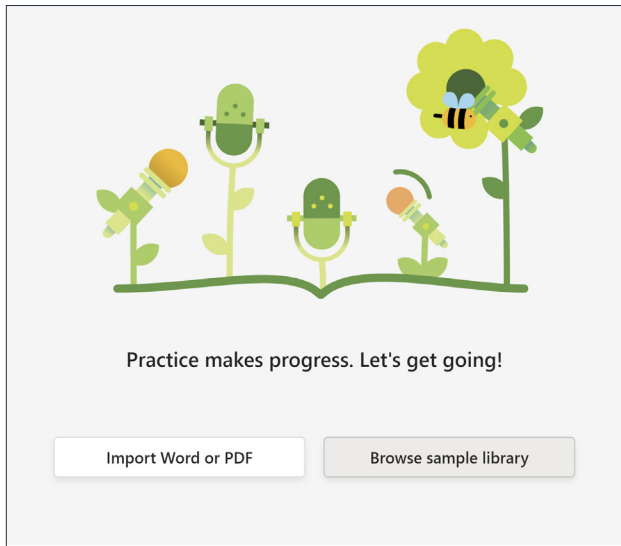 Practice makes progress. Let's get going!
Import Word or PDF
Browse sample library